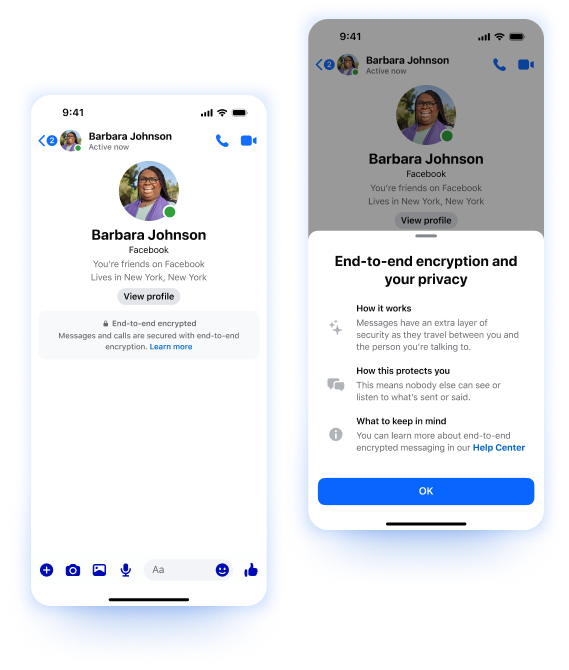 9:41
2
Barbara Johnson
Active now
Barbara Johnson
Facebook
You're friends on Facebook
Lives in New York, New York
View profile
End-to-end encrypted
Messages and calls are secured with end-to-end
encryption. Learn more
Aa
9:41
2
Barbara Johnson
Active now
Barbara Johnson
Facebook
You're friends on Facebook
Lives in New York, New York
View profile
End-to-end encryption and
your privacy
How it works
Messages have an extra layer of
security as they travel between you and
the person you're talking to.
How this protects you
This means nobody else can see or
listen to what's sent or said.
What to keep in mind
You can learn more about end-to-end
encrypted messaging in our Help Center
OK